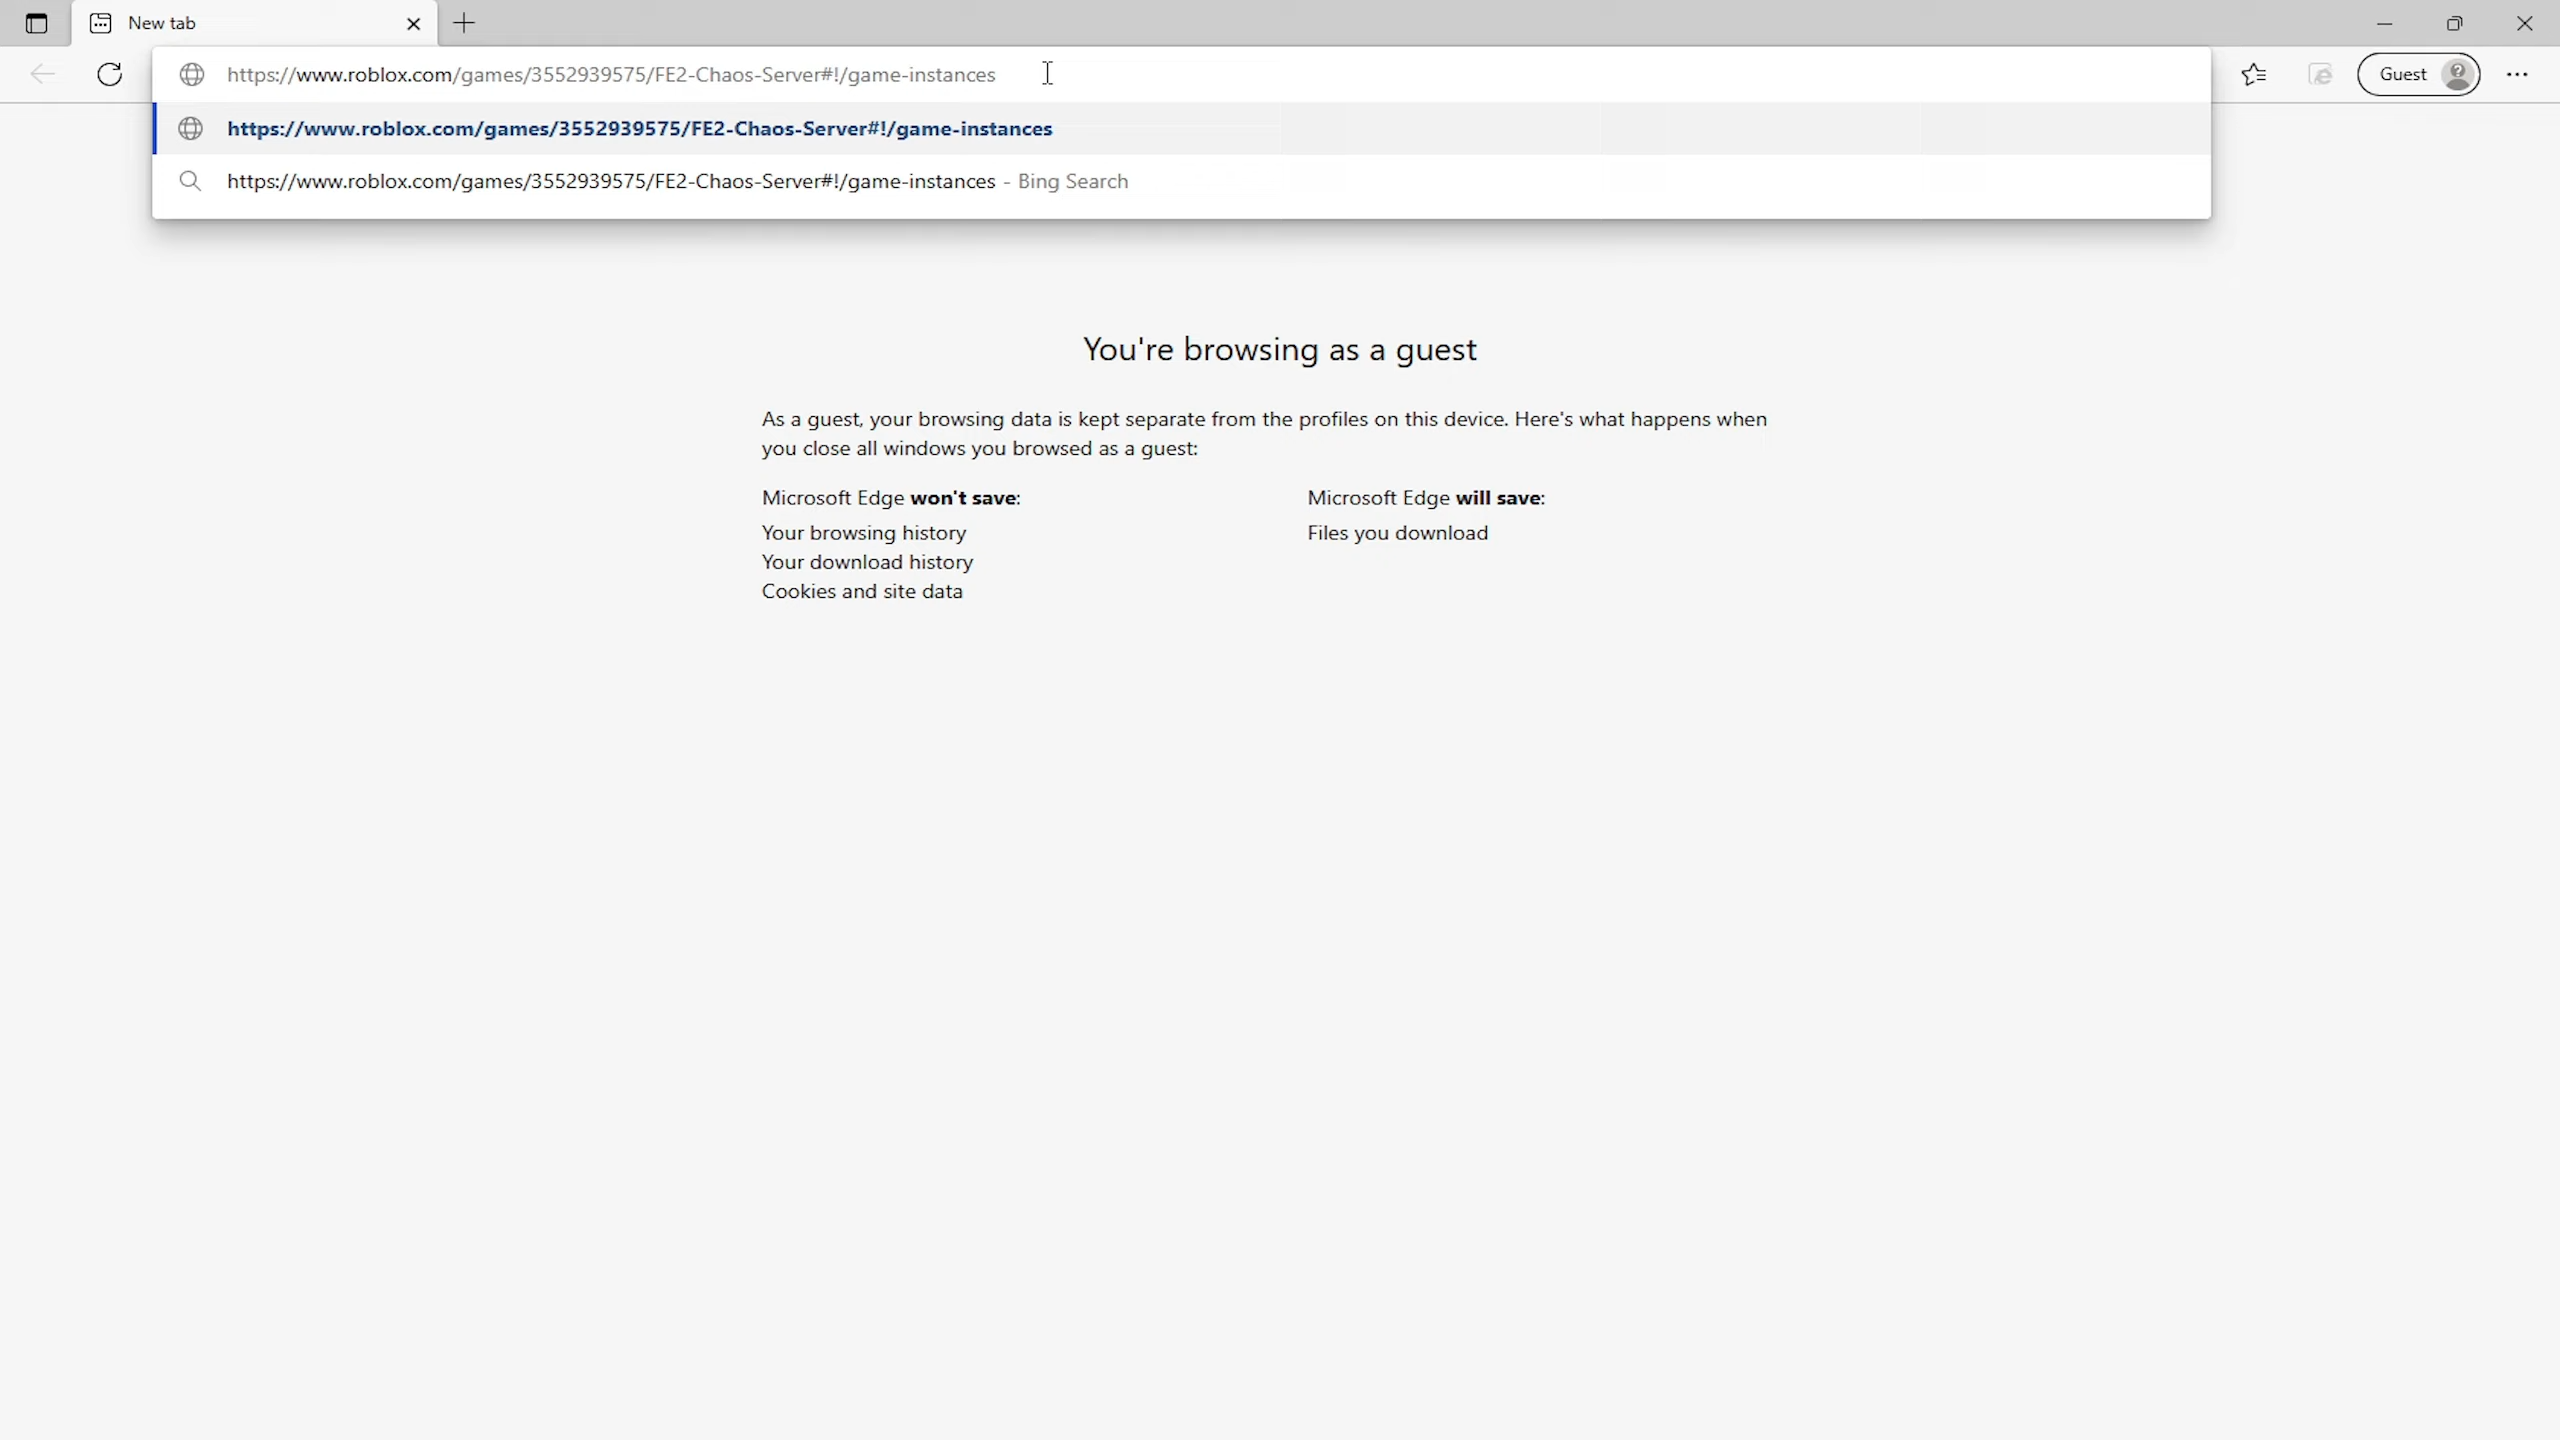 New tab
https://www.roblox.com/games/3552939575/FE2-Chaos-Server#!/game-instances
Guest
https://www.roblox.com/games/3552939575/FE2-Chaos-Server#!/game-instances
https://www.roblox.com/games/3552939575/FE2-Chaos-Server#!/game-instances - Bing Search
You're browsing as a guest
As a guest, your browsing data is kept separate from the profiles on this device. Here's what happens when
you close all windows you browsed as a guest:
Microsoft Edge won't save:
Your browsing history
Your download history
Cookies and site data
Microsoft Edge will save:
Files you download